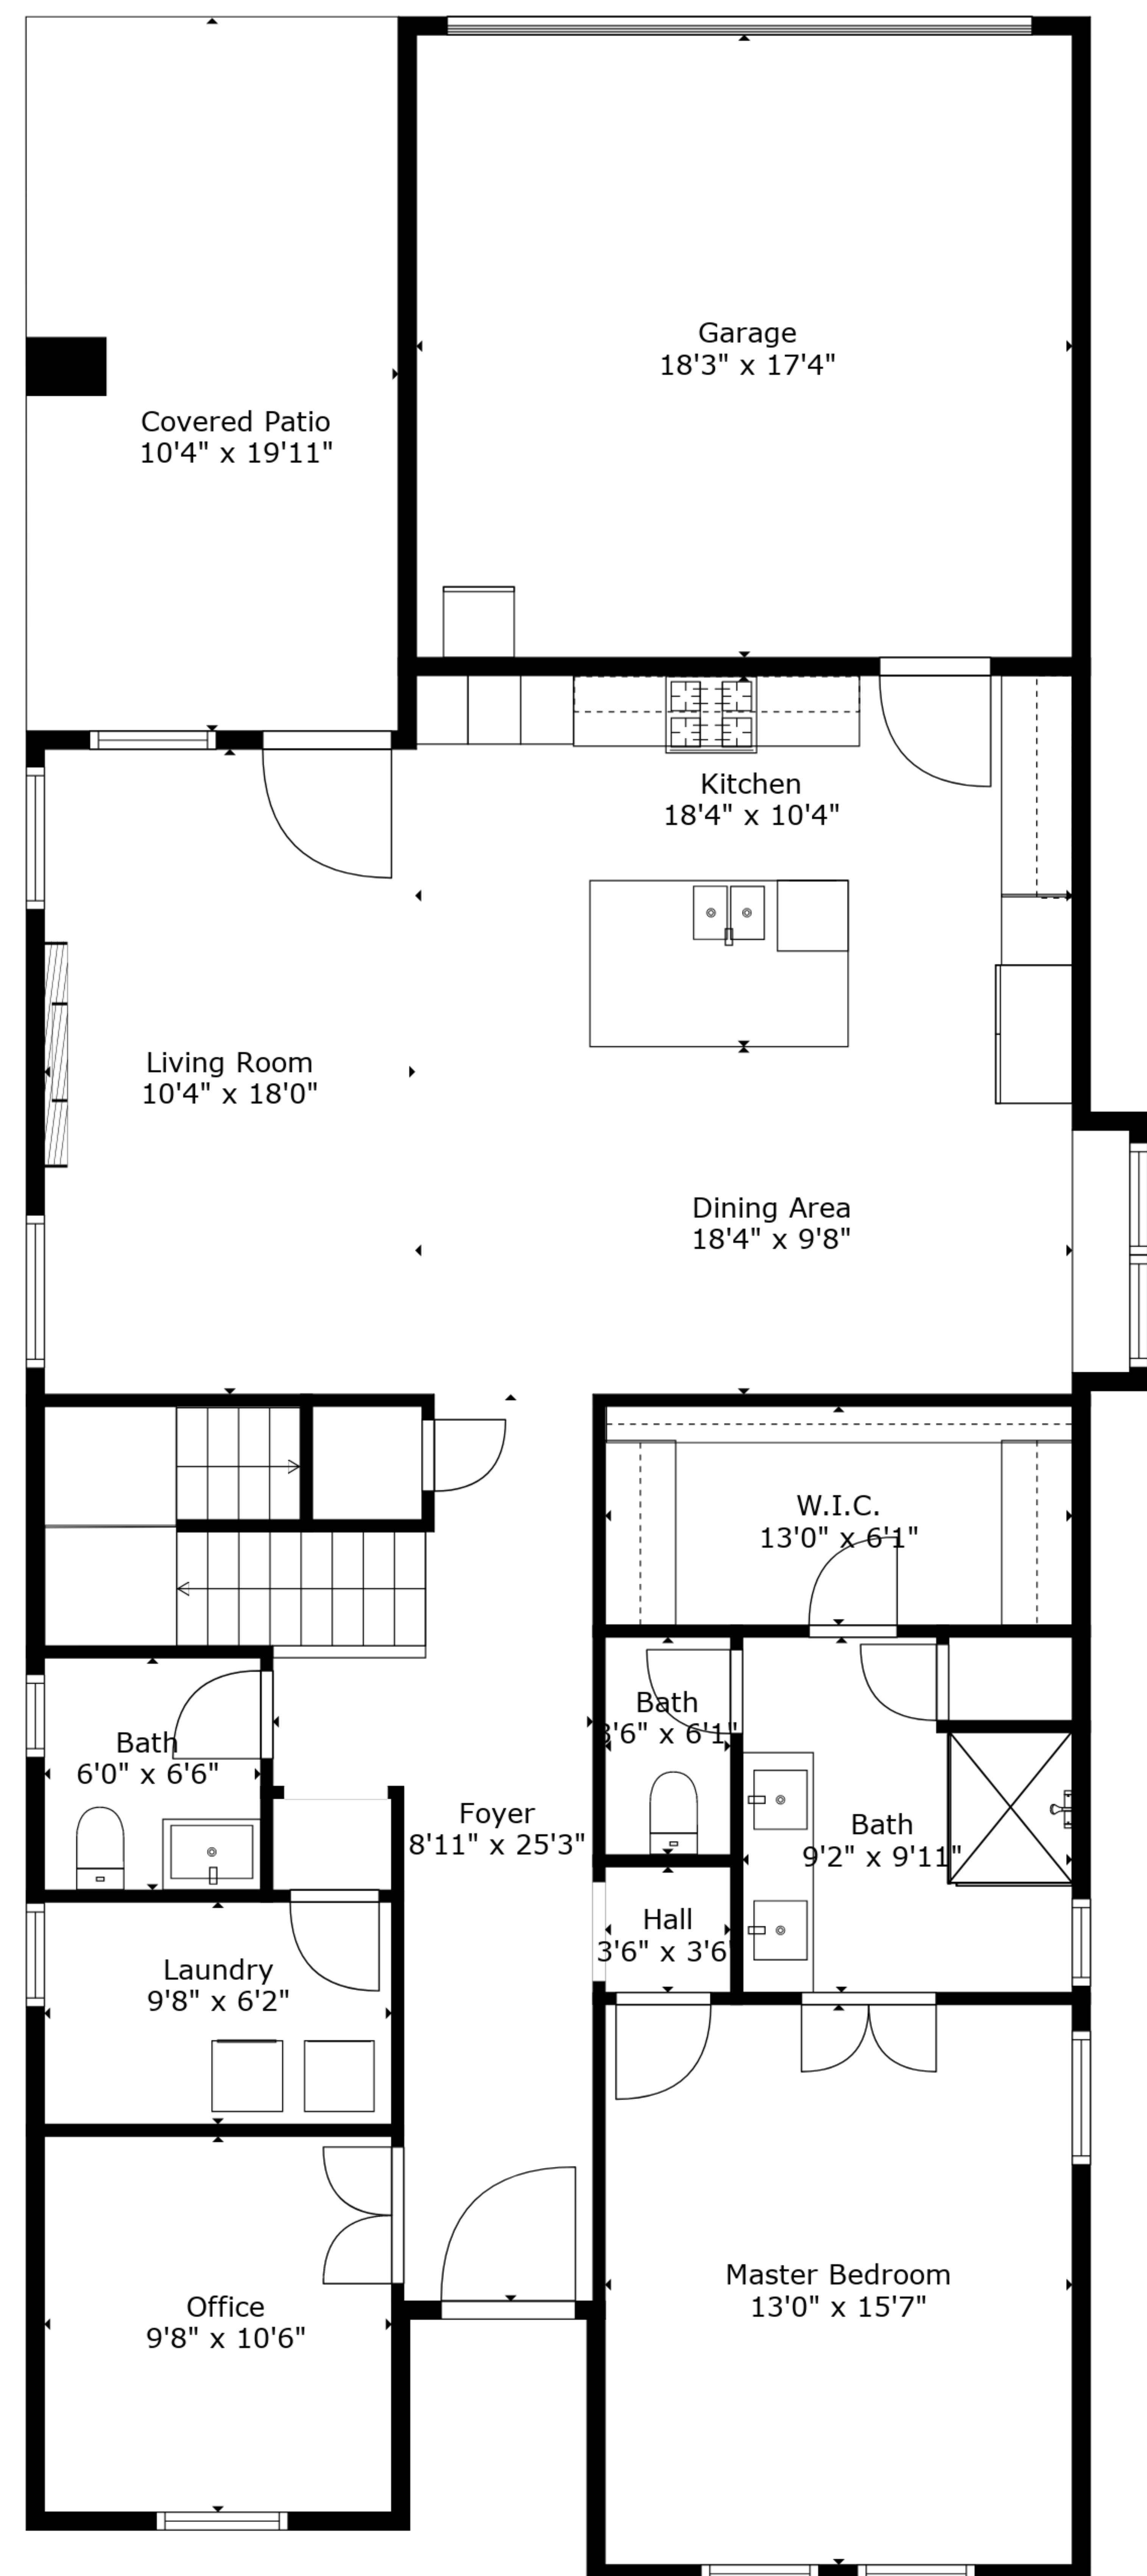 Garage
18'3" x 17'4"
Covered Patio
10'4" x 19'11"
Kitchen
18'4" x 10'4"
Living Room
10'4" x 18'0"
Dining Area
18'4" x 9'8"
W.I.C.
13'0" x 6'1"
Bath
3'6" x 6'1"
Bath
6'0" x 6'6"
Foyer
8'11" x 25'3"
Bath
9'2" x 9'11"
Hall
3'6" x 3'6"
Laundry
9'8" x 6'2"
Master Bedroom
13'0" x 15'7"
Office
9'8" x 10'6"